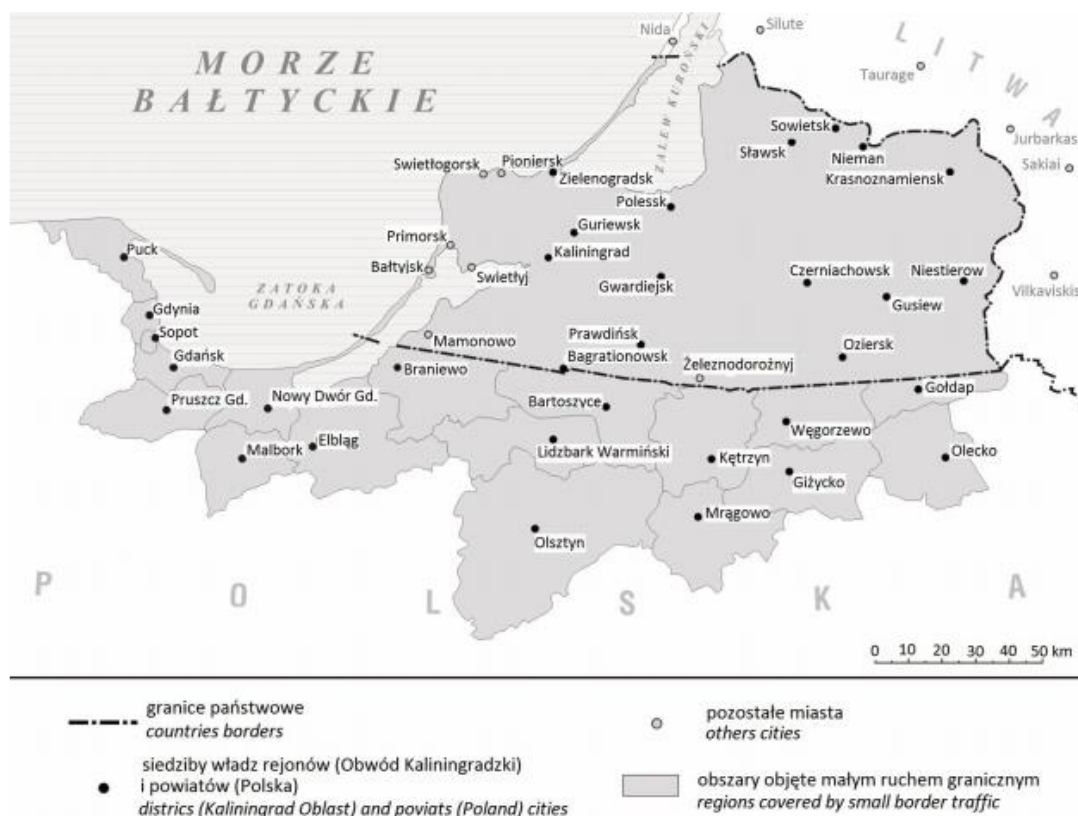 Nida
Silute
LITWA
MORZE
BAŁTYCKIE
Taurage
ZALEW KUROŃSKI
Sowietsk
Jurbarkas
Sławsk
Nieman
Swietłogorsk
Pioniersk
Sakiai
Zielenogradsk
Krasnoznamiensk
Polessk
Guriewsk
Primorsk
Puck
Kaliningrad
Bałtyjsk
Swietłyj
Czerniachowsk
Niestierow
Gwardiejsk
Vilkaviskis
ZATOKA
GDAŃSKA
Gusiew
Gdynia
Sopot
Prawdińsk
Mamonowo
Oziersk
Bagrationowsk
Żeleznodorożnyj
Gdańsk
Braniewo
Gołdap
Pruszcz Gd.
Nowy Dwór Gd.
Bartoszyce
Węgorzewo
Elbląg
Malbork
Lidzbark Warmiński
Kętrzyn
Olecko
Giżycko
Mrągowo
Olsztyn
POLSKA
0 10 20 30 40 50 km
granice państwowe
countries borders
pozostałe miasta
others cities
siedziby władz rejonów (Obwód Kaliningradzki)
i powiatów (Polska)
districs (Kaliningrad Oblast) and poviats (Poland) cities
obszary objęte małym ruchem granicznym
regions covered by small border traffic